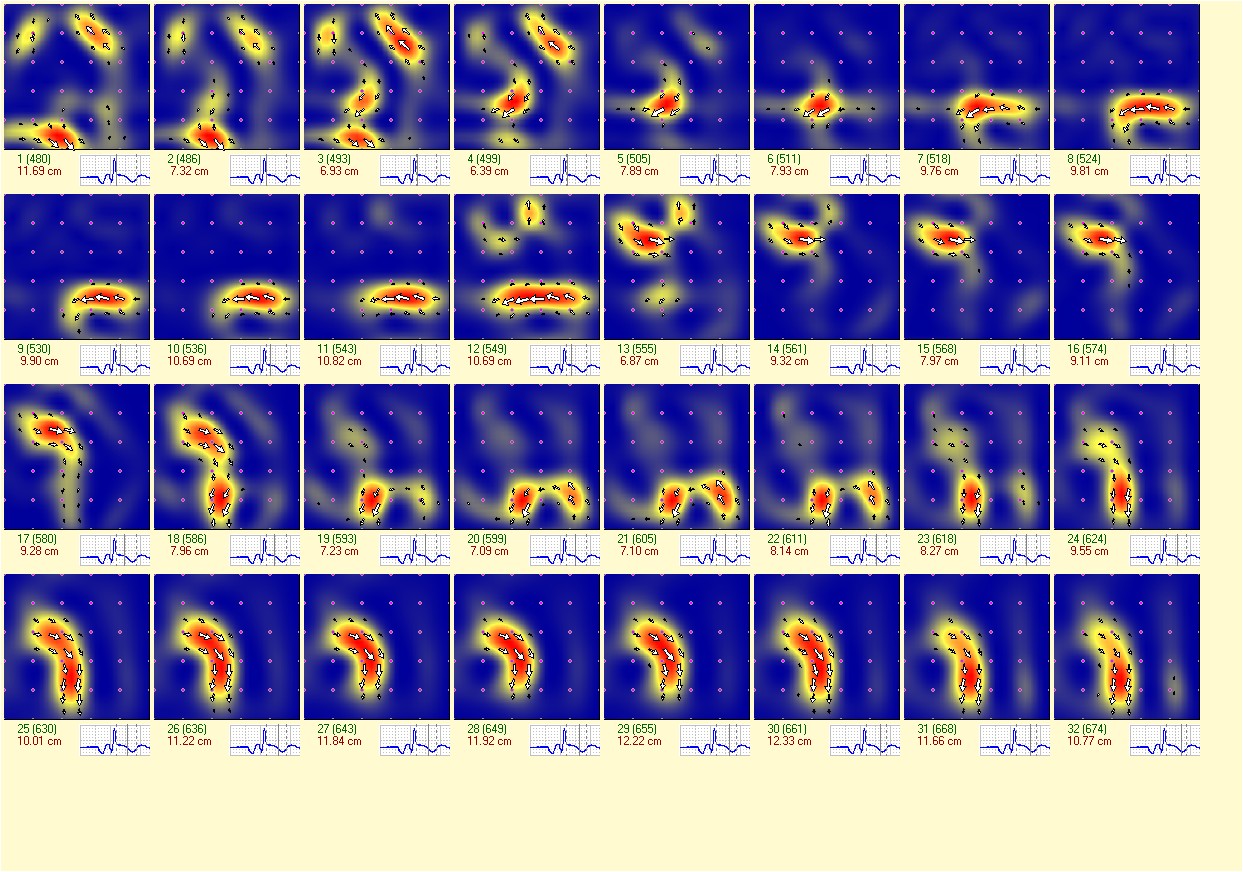 1 (480) 2 (486) 3 (493) 4 (499) 5 (505) 6 (511) 7 (518) 8 (524)
11.69 cm 7.32 cm 6.93 cm 6.39 cm 7.89 cm 7.93 cm 9.76 cm 9.81 cm
9 (530) 10 (536) 11 (543) 12 (549) 13 (555) 14 (561) 15 (568) 16 (574)
9.90 cm 10.69 cm 10.82 cm 10.69 cm 6.87 cm 9.32 cm 7.97 cm 9.11 cm
17 (580) 18 (586) 19 (593) 20 (599) 21 (605) 22 (611) 23 (618) 24 (624)
9.28 cm 7.96 cm 7.23 cm 7.09 cm 7.10 cm 8.14 cm 8.27 cm 9.55 cm
25 (630) 26 (636) 27 (643) 28 (649) 29 (655) 30 (661) 31 (668) 32 (674)
10.01 cm 11.22 cm 11.84 cm 11.92 cm 12.22 cm 12.33 cm 11.66 cm 10.77 cm